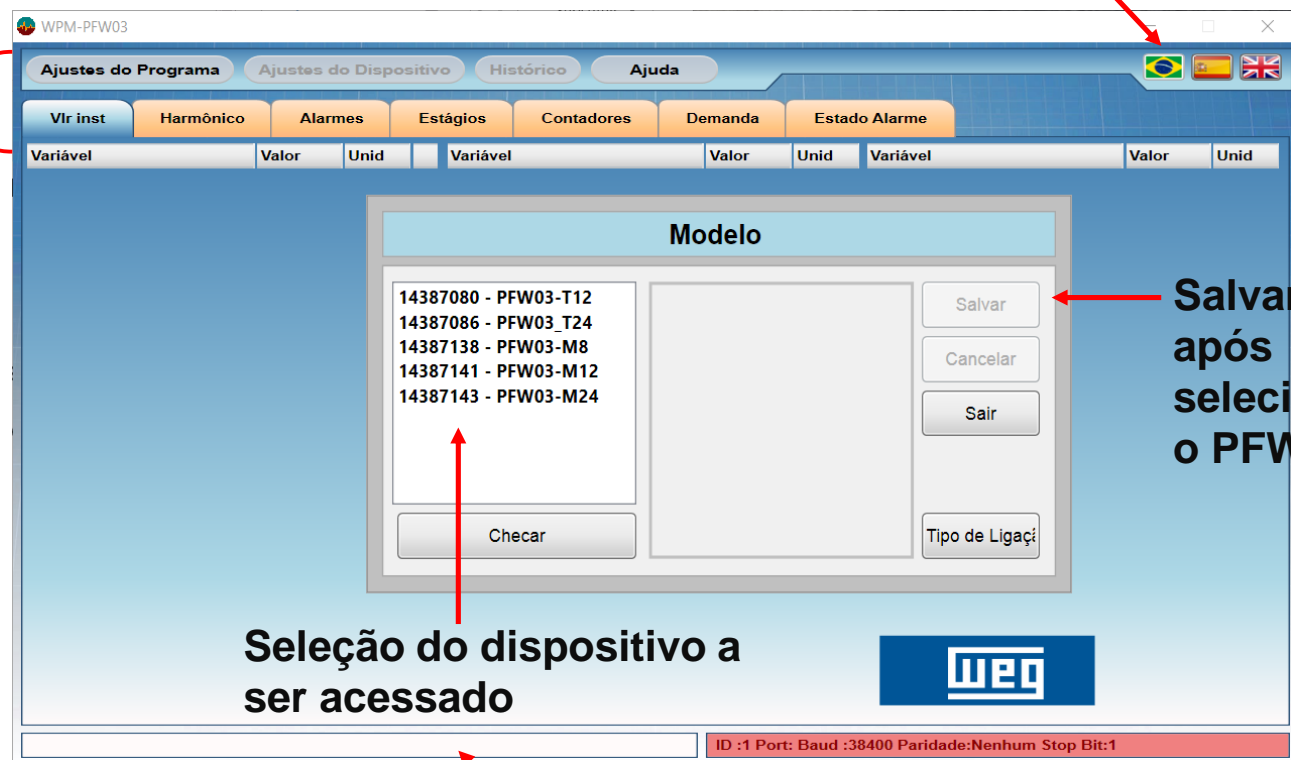 WPM-PFW03
Ajustes do Programa Ajustes do Dispositivo Histórico Ajuda
Vlr inst Harmônico Alarmes Estágios Contadores Demanda Estado Alarme
Variável Valor Unid Variável Valor Unid Variável Valor Unid
Modelo
14387080 - PFW03-T12
14387086 - PFW03_T24
14387138 - PFW03-M8
14387141 - PFW03-M12
14387143 - PFW03-M24
Checar
Salvar
Cancelar
Sair
Tipo de Ligaçã
Salvar
após
seleci
o PFW
Seleção do dispositivo a
ser acessado
weg
ID :1 Port: Baud :38400 Paridade:Nenhum Stop Bit:1